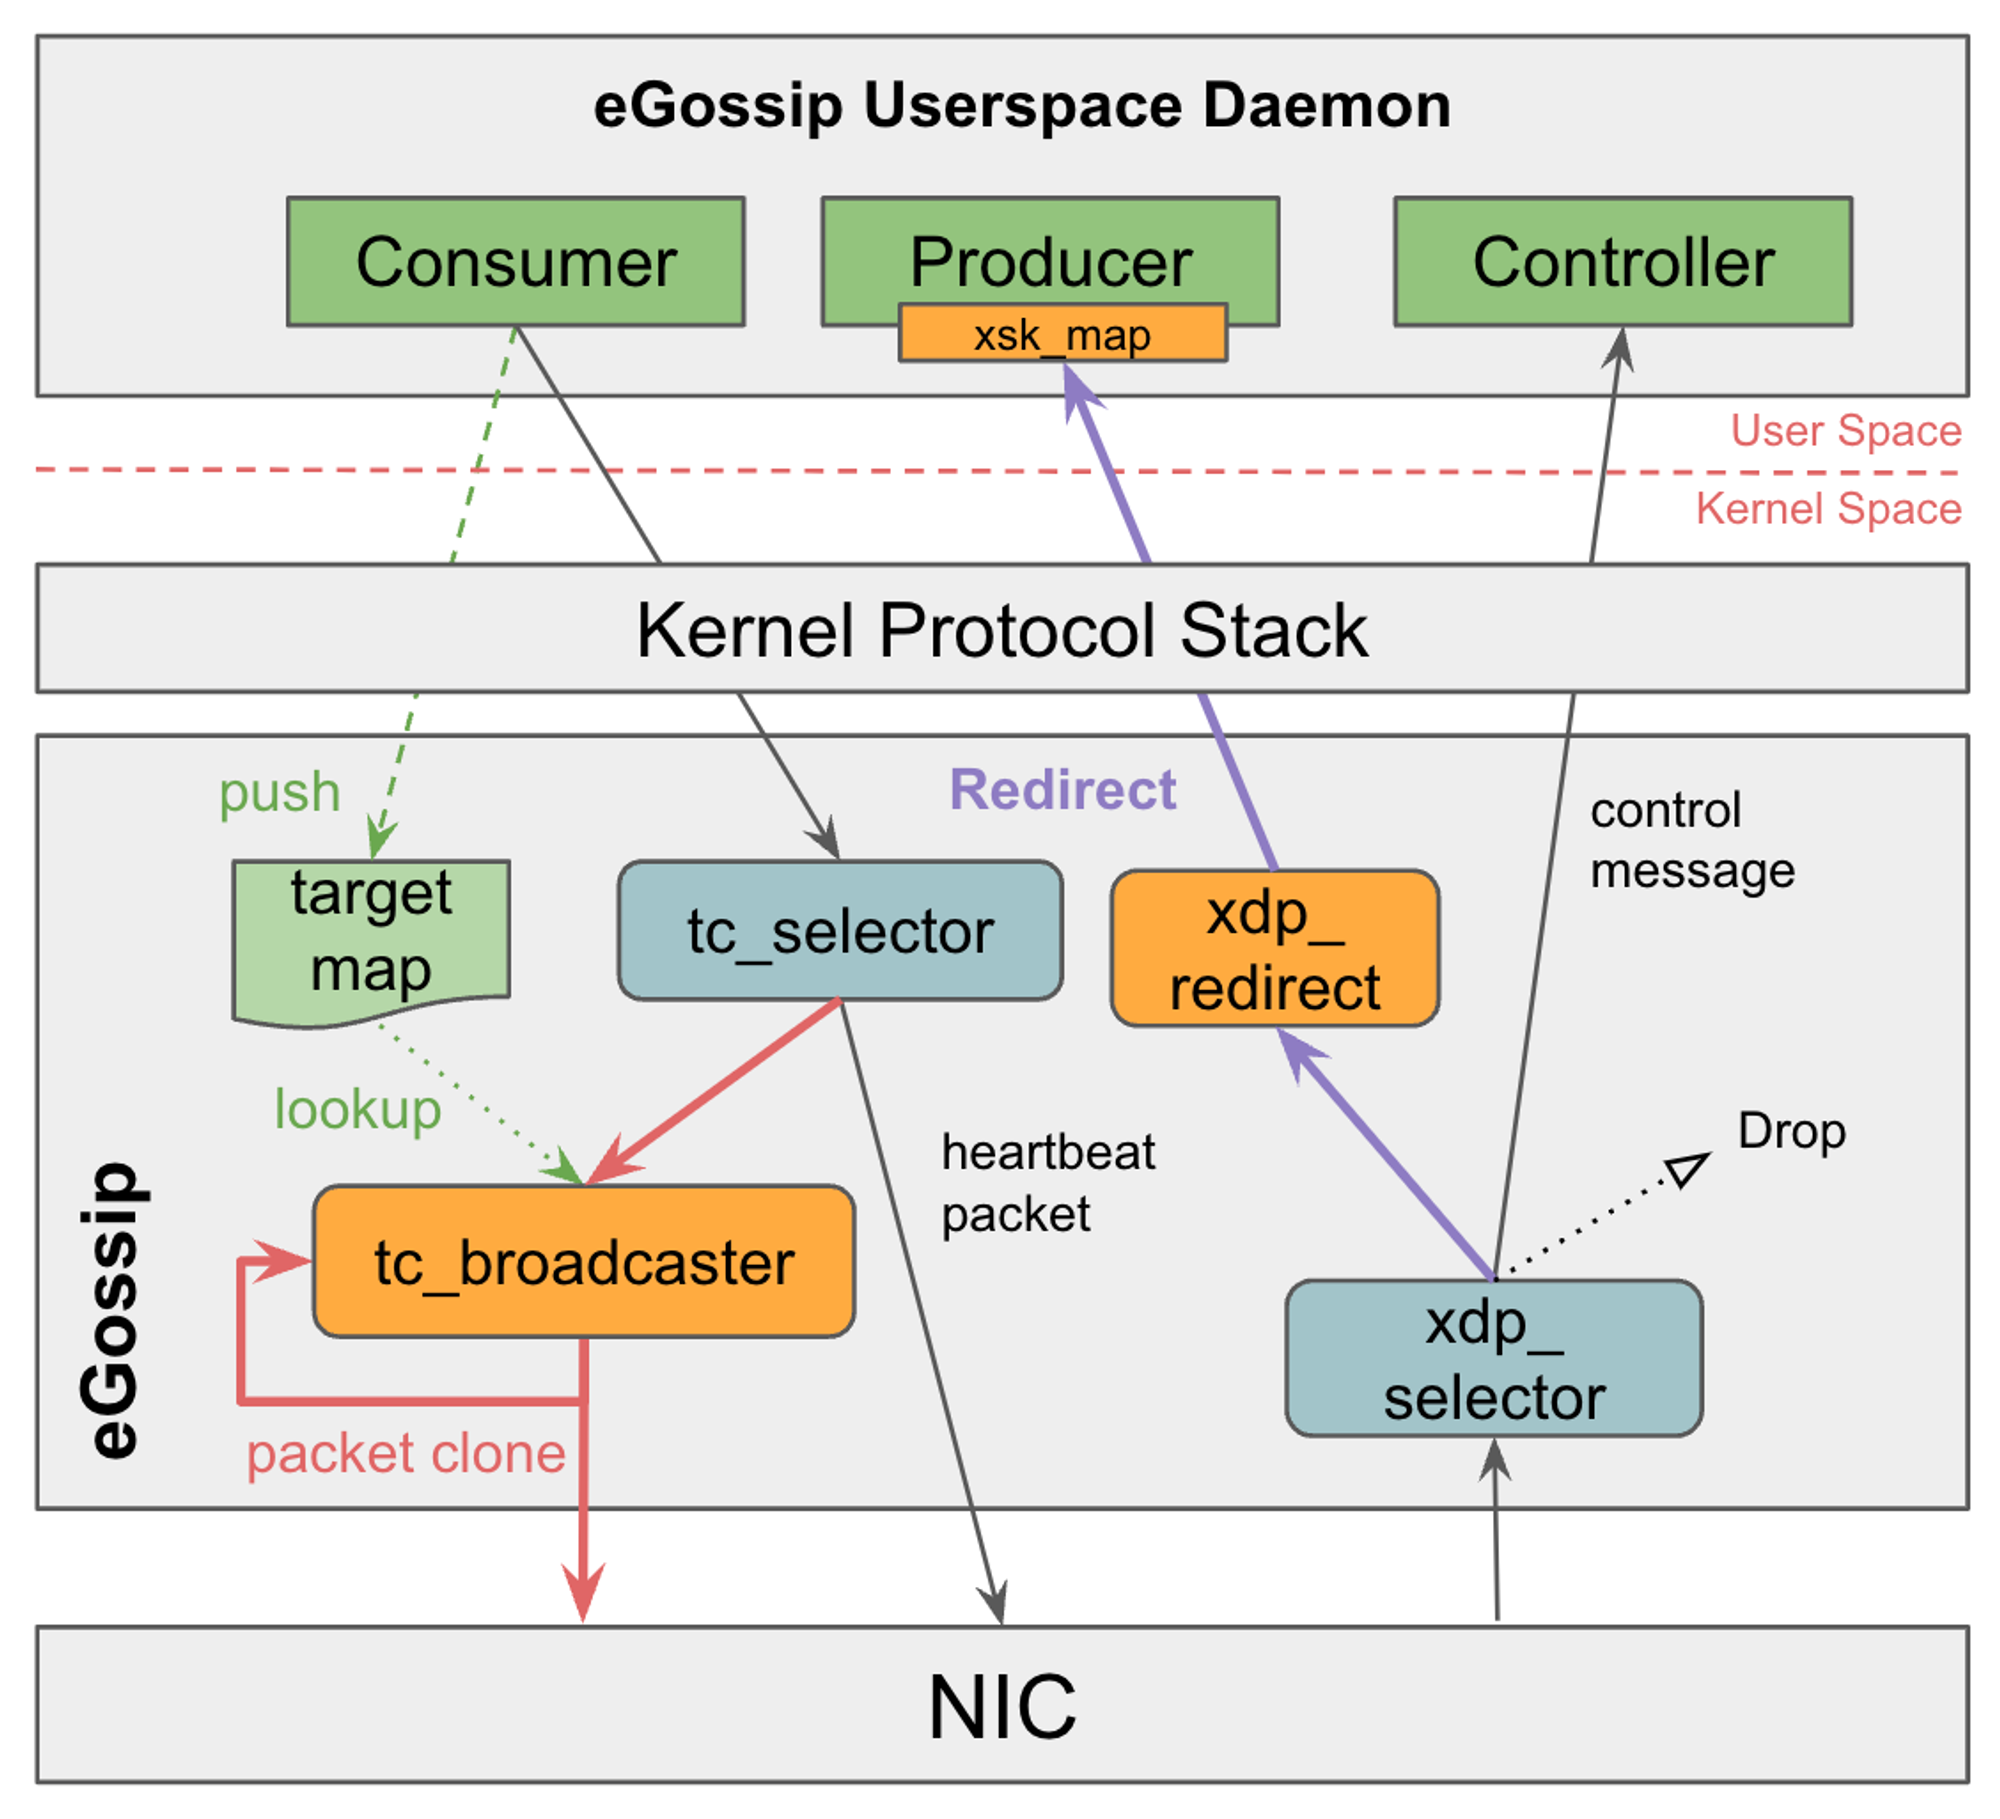 eGossip Userspace Daemon
Consumer
Producer
Controller
xsk_map
User Space
Kernel Space
Kernel Protocol Stack
push
Redirect
control
message
target
map
tc_selector
xdp_
redirect
lookup
heartbeat
packet
Drop
eGossip
tc_broadcaster
xdp_
selector
packet clone
NIC